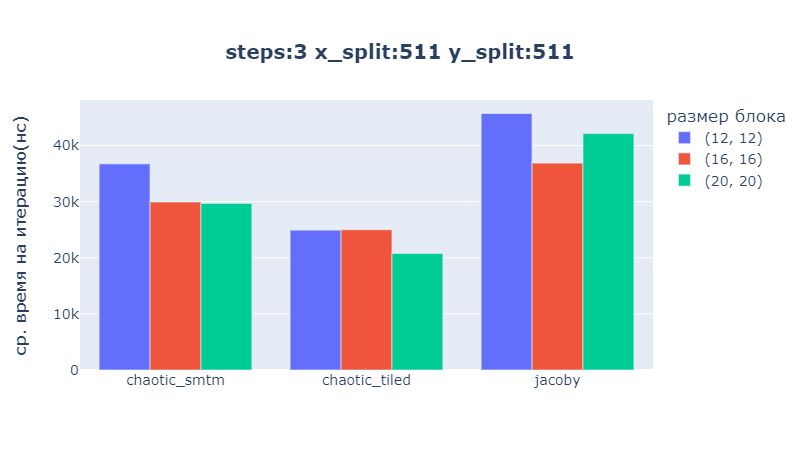 steps:3 x_split:511 y_split:511
ср. время на итерацию(нс)
40k
30k
20k
10k
0
chaotic_smtm
chaotic_tiled
jacoby
размер блока
(12, 12)
(16, 16)
(20, 20)